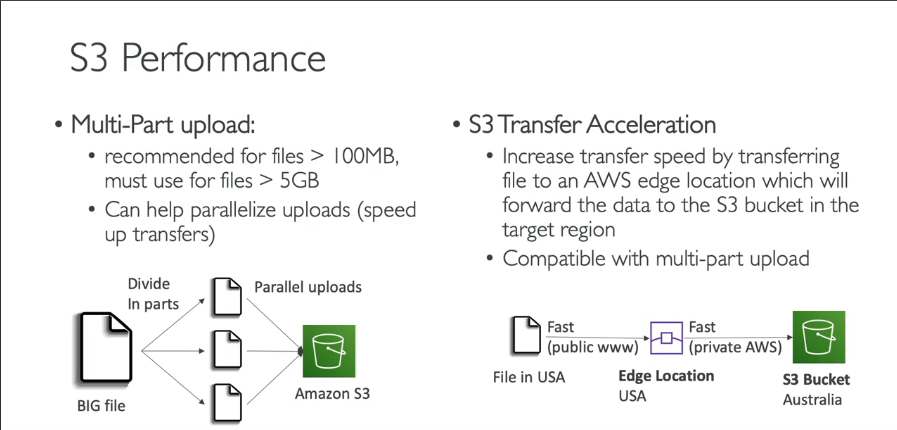 S3 Performance
• Multi-Part upload:
• recommended for files > 100MB,
must use for files > 5GB
• Can help parallelize uploads (speed
up transfers)
Divide
In parts
Parallel uploads
BIG file
Amazon S3
• S3 Transfer Acceleration
• Increase transfer speed by transferring
file to an AWS edge location which will
forward the data to the S3 bucket in the
target region
• Compatible with multi-part upload
Fast
(public www)
Fast
(private AWS)
File in USA
Edge Location
USA
S3 Bucket
Australia